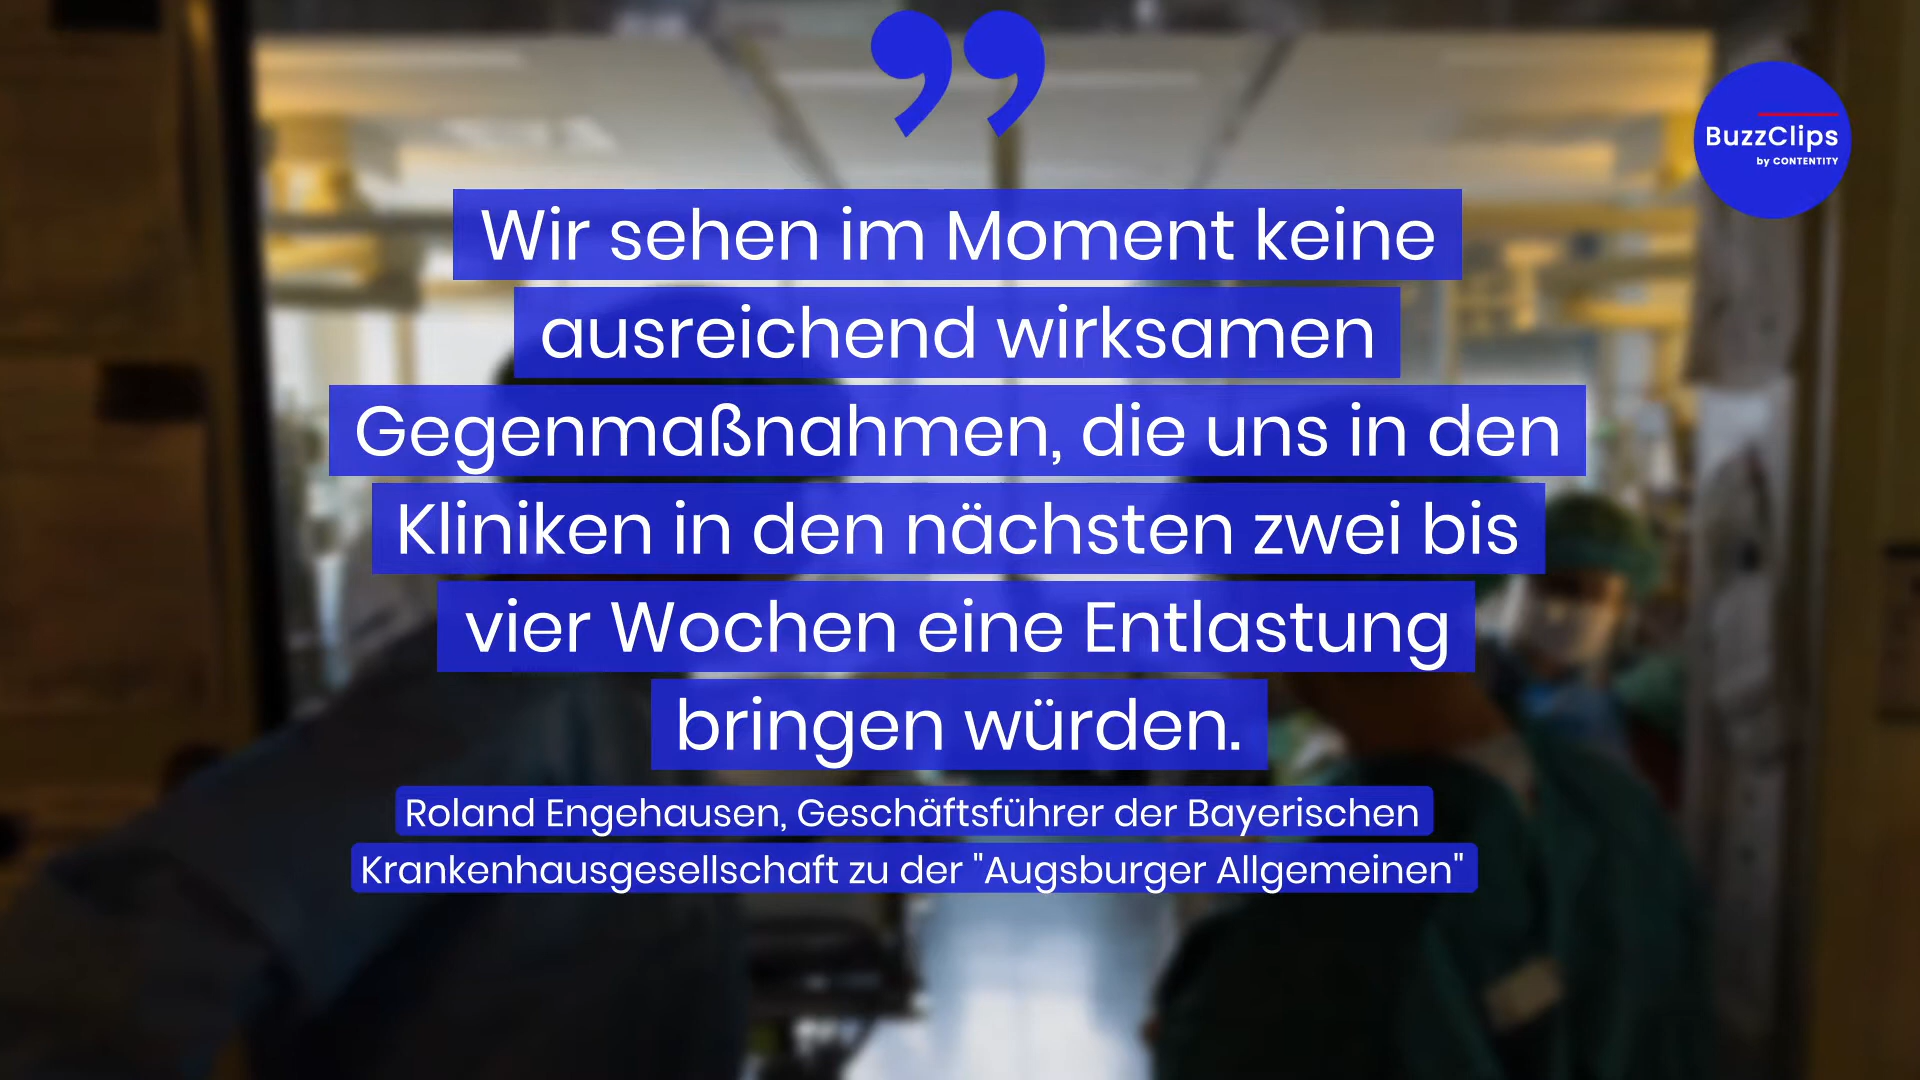 ”
BuzzClips
by CONTENTITY
Wir sehen im Moment keine
ausreichend wirksamen
Gegenmaßnahmen, die uns in den
Kliniken in den nächsten zwei bis
vier Wochen eine Entlastung
bringen würden.
Roland Engehausen, Geschäftsführer der Bayerischen
Krankenhausgesellschaft zu der "Augsburger Allgemeinen"